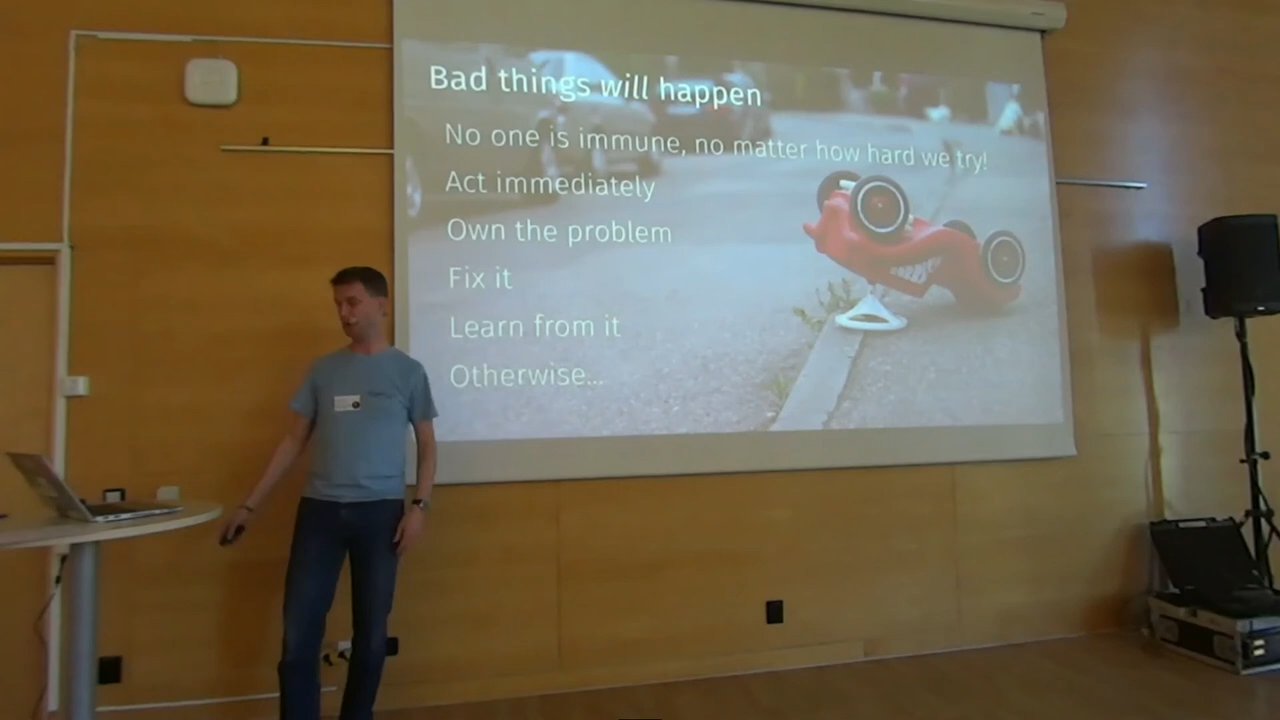 Bad things will happen
No one is immune, no matter how hard we try!
Act immediately
Own the problem
Fix it
Learn from it
Otherwise...